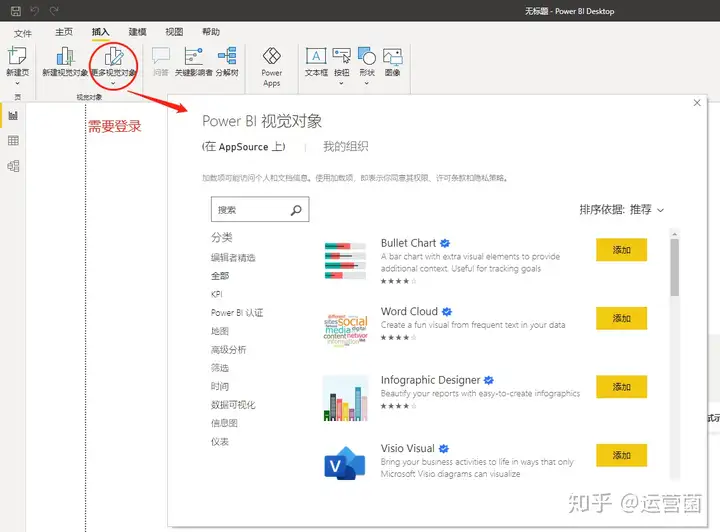 无标题 - Power BI Desktop
文件 主页 插入 建模 视图 帮助
新建页 新建视觉对象 更多视觉对象 问答 关键影响者 分解树 Power Apps 文本框 按钮 形状 图像
页 视觉对象
需要登录
Power BI 视觉对象
(在 AppSource 上) | 我的组织
加载项可能访问个人和文档信息。使用加载项，即表示你同意其权限、许可条款和隐私策略。
搜索
排序依据: 推荐
分类
编辑者精选
全部
KPI
Power BI 认证
地图
高级分析
筛选
时间
数据可视化
信息图
仪表
Bullet Chart
A bar chart with extra visual elements to provide
additional context. Useful for tracking goals
添加
Word Cloud
Create a fun visual from frequent text in your data
添加
Infographic Designer
Beautify your reports with easy-to-create infographics
添加
Visio Visual
Bring your business activities to life in ways that only
Microsoft Visio diagrams can visualize
添加
知乎 @运营菌